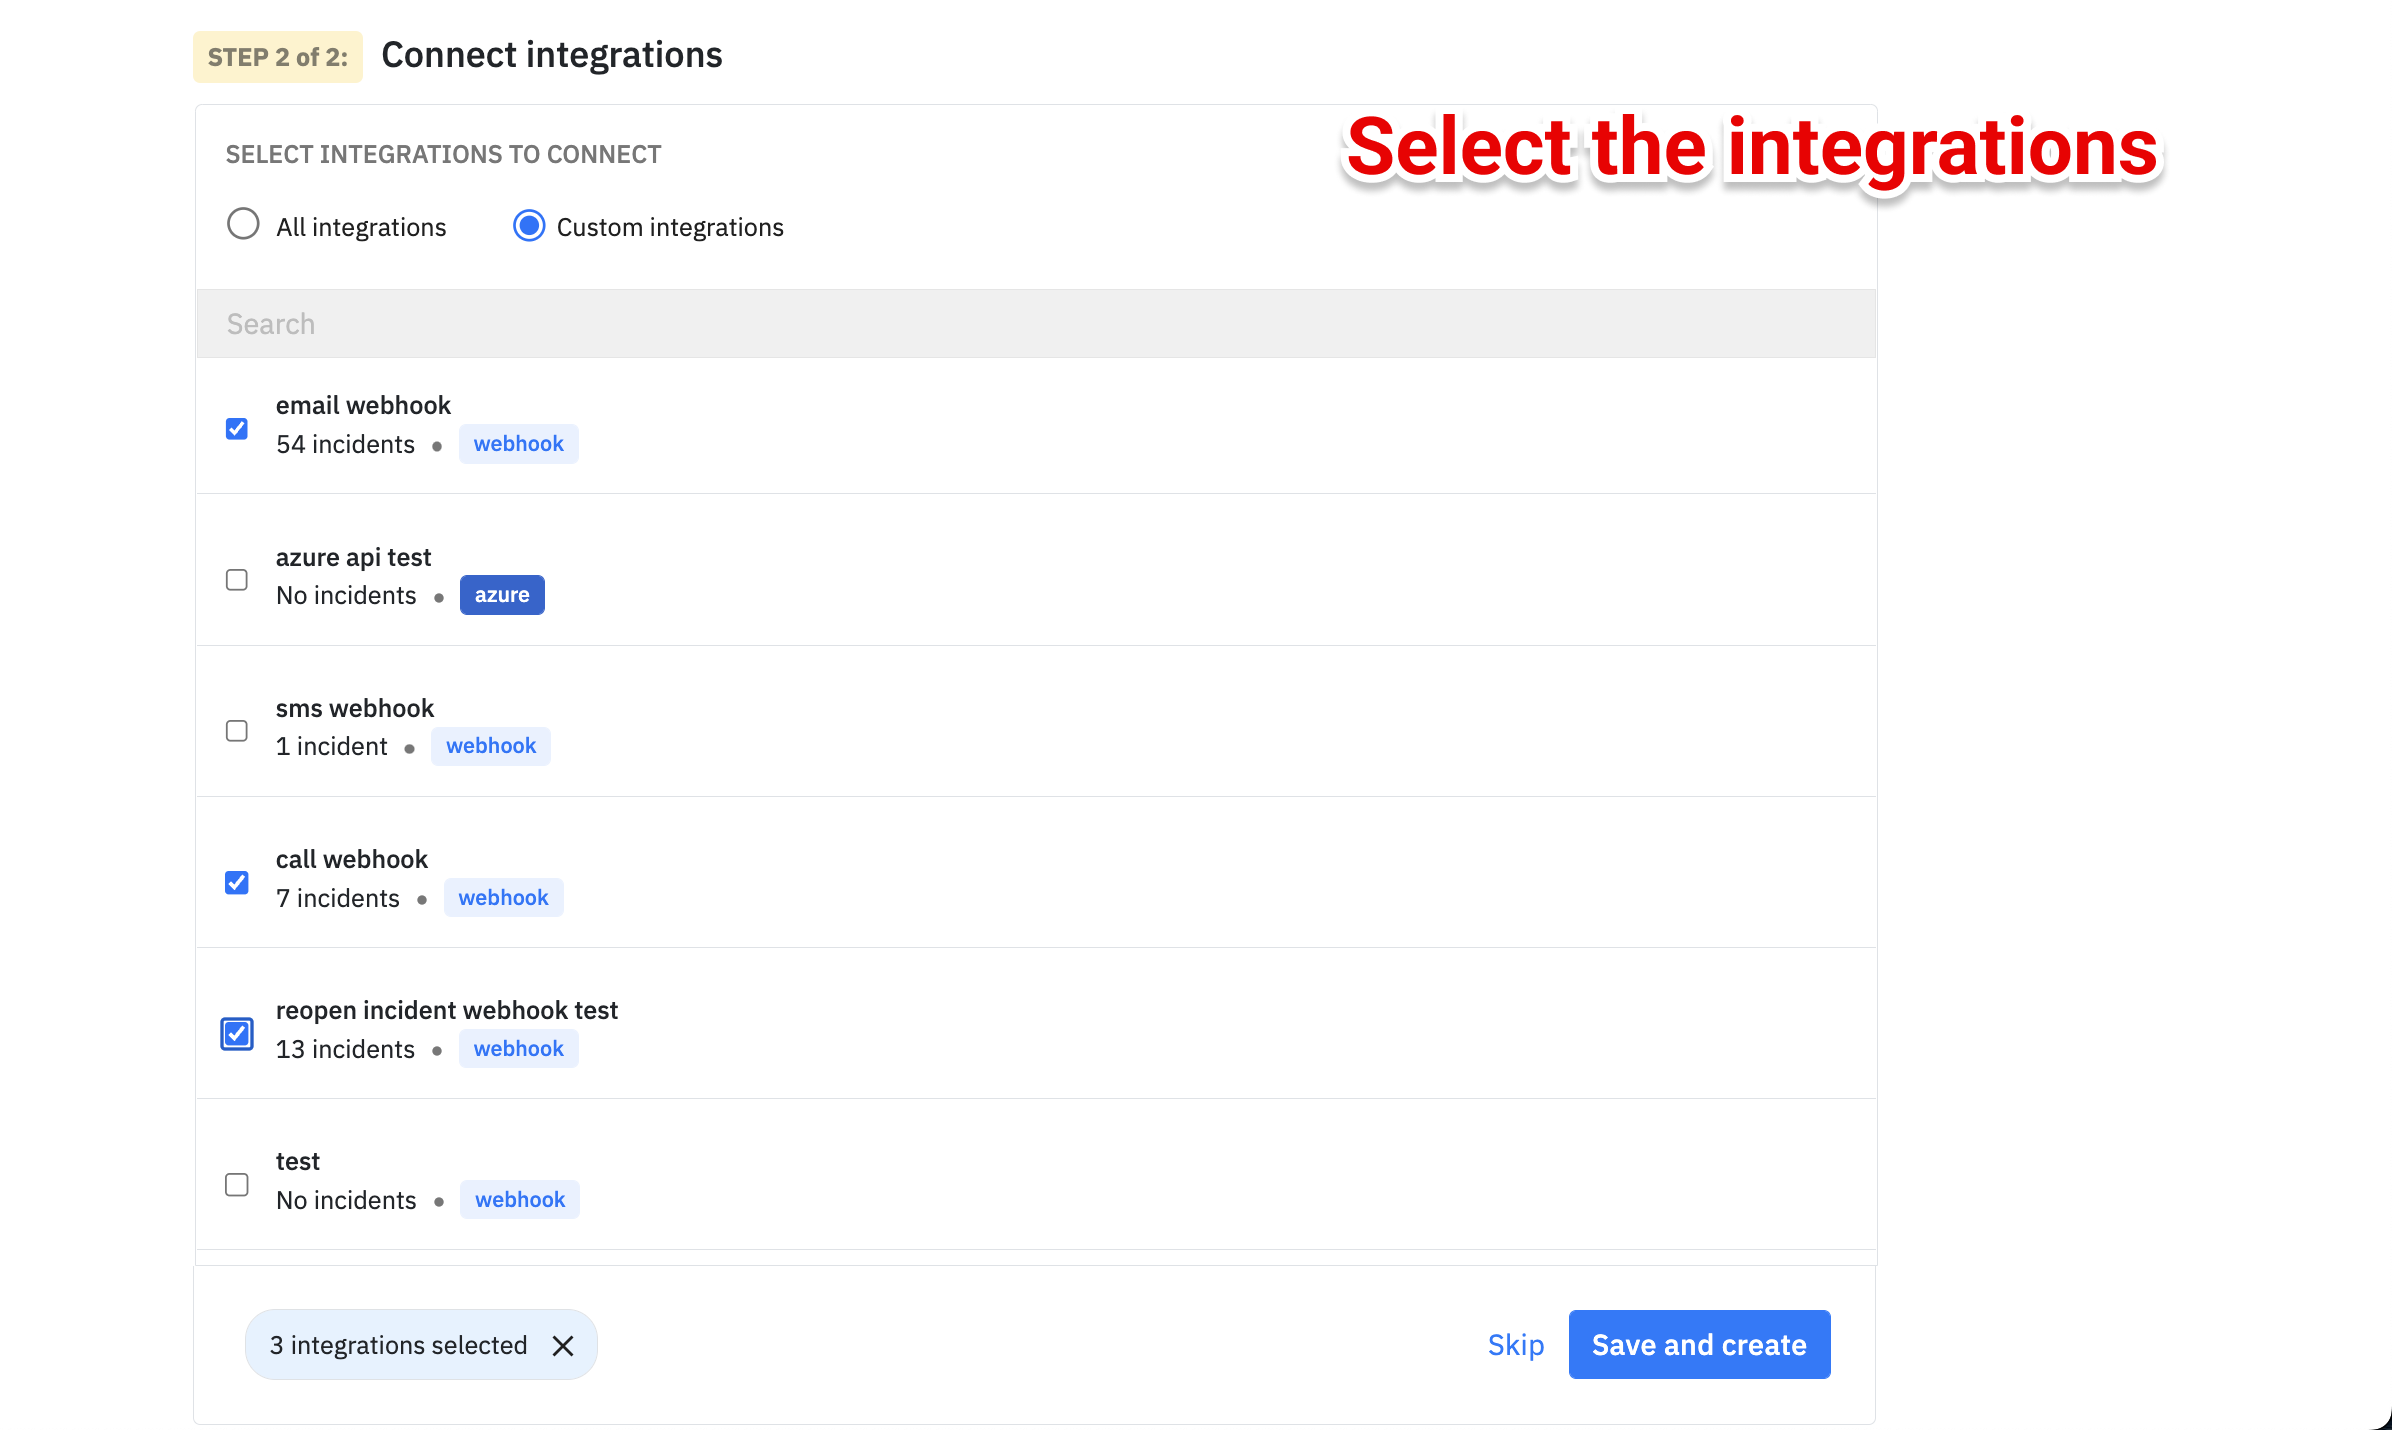 STEP 2 of 2: Connect integrations
Select the integrations
SELECT INTEGRATIONS TO CONNECT
All integrations Custom integrations
Search
email webhook
54 incidents • webhook
azure api test
No incidents • azure
sms webhook
1 incident • webhook
call webhook
7 incidents • webhook
reopen incident webhook test
13 incidents • webhook
test
No incidents • webhook
3 integrations selected Skip Save and create